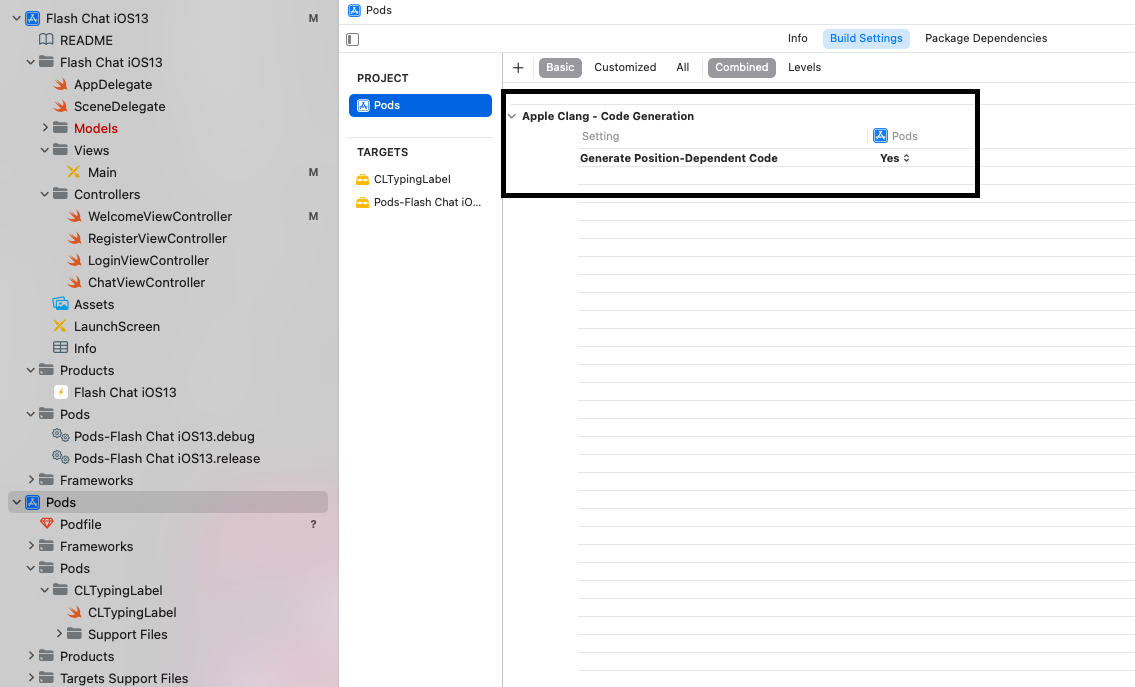 Flash Chat iOS13 M
README
Flash Chat iOS13
AppDelegate
SceneDelegate
Models
Views
Main M
Controllers
WelcomeViewController M
RegisterViewController
LoginViewController
ChatViewController
Assets
LaunchScreen
Info
Products
Flash Chat iOS13
Pods
Pods-Flash Chat iOS13.debug
Pods-Flash Chat iOS13.release
Frameworks
Pods
Podfile ?
Frameworks
Pods
CLTypingLabel
CLTypingLabel
Support Files
Products
Targets Support Files
Pods
Info Build Settings Package Dependencies
PROJECT
Pods
TARGETS
CLTypingLabel
Pods-Flash Chat iO...
+ Basic Customized All Combined Levels
Apple Clang - Code Generation
Setting Pods
Generate Position-Dependent Code Yes